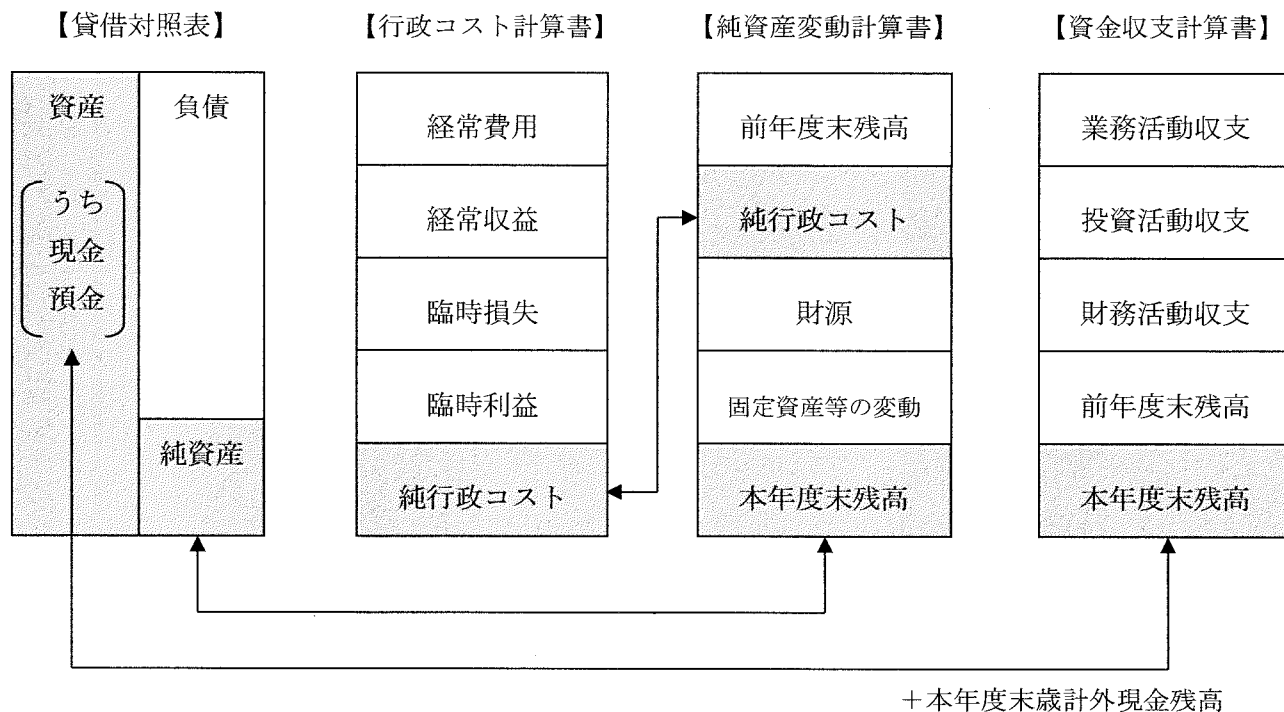 【貸借対照表】
資産
うち
現金
預金
負債
純資産
【行政コスト計算書】
経常費用
経常収益
臨時損失
臨時利益
純行政コスト
【純資産変動計算書】
前年度末残高
純行政コスト
財源
固定資産等の変動
本年度末残高
【資金収支計算書】
業務活動収支
投資活動収支
財務活動収支
前年度末残高
本年度末残高
＋本年度末歳計外現金残高